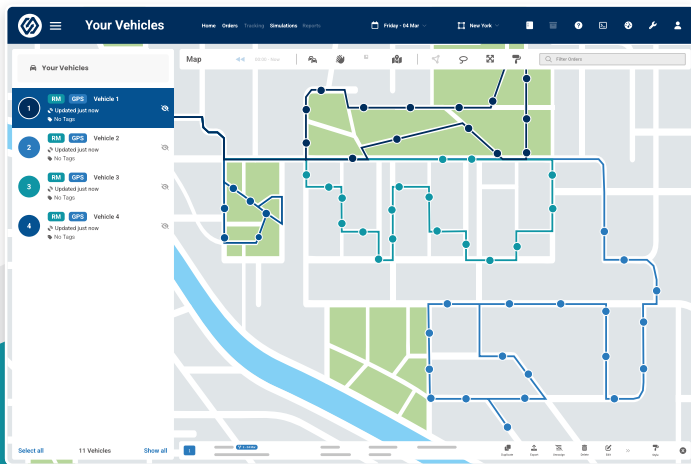 Your Vehicles
Home Orders Tracking Simulations Reports
Friday - 04 Mar
New York
Your Vehicles
Map
Filter Orders
1
RM GPS Vehicle 1
Updated just now
No Tags
2
RM GPS Vehicle 2
Updated just now
No Tags
3
RM GPS Vehicle 3
Updated just now
No Tags
4
RM GPS Vehicle 4
Updated just now
No Tags
Select all 11 Vehicles Show all